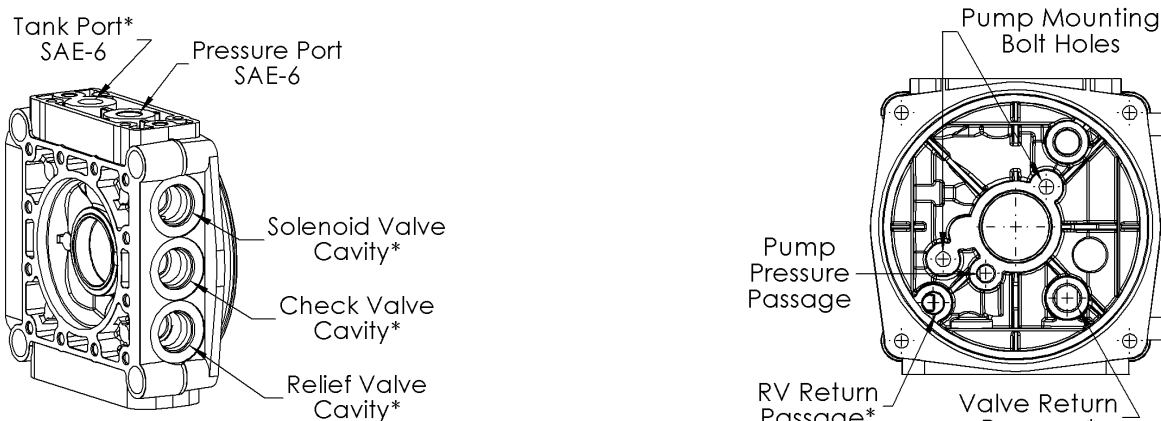 Tank Port*
SAE-6
Pressure Port
SAE-6
Solenoid Valve
Cavity*
Check Valve
Cavity*
Relief Valve
Cavity*
Pump Mounting
Bolt Holes
Pump
Pressure
Passage
RV Return
Passage*
Valve Return